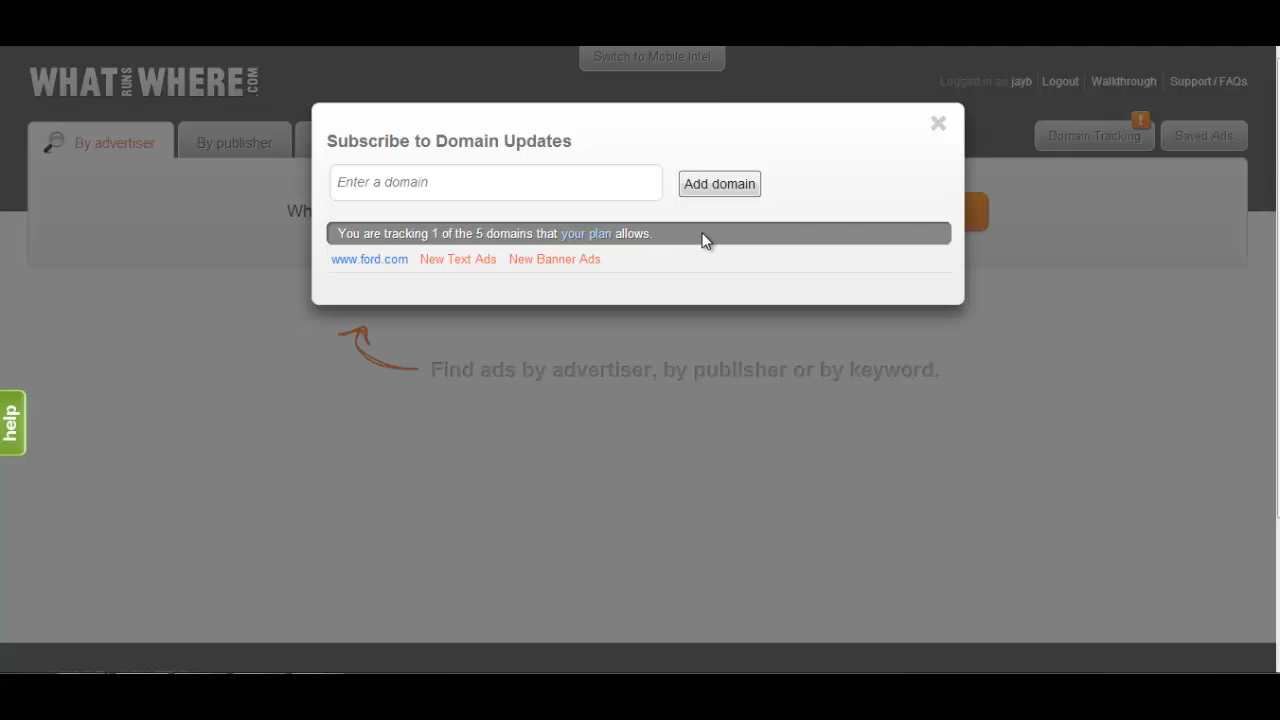 Switch to Mobile Intel
WHAT RUNS WHERE .COM
Logged in as jayb Logout Walkthrough Support / FAQs
By advertiser
By publisher
Domain Tracking
!
Saved Ads
Subscribe to Domain Updates
Enter a domain
Add domain
Wh
You are tracking 1 of the 5 domains that your plan allows.
www.ford.com New Text Ads New Banner Ads
Find ads by advertiser, by publisher or by keyword.
help